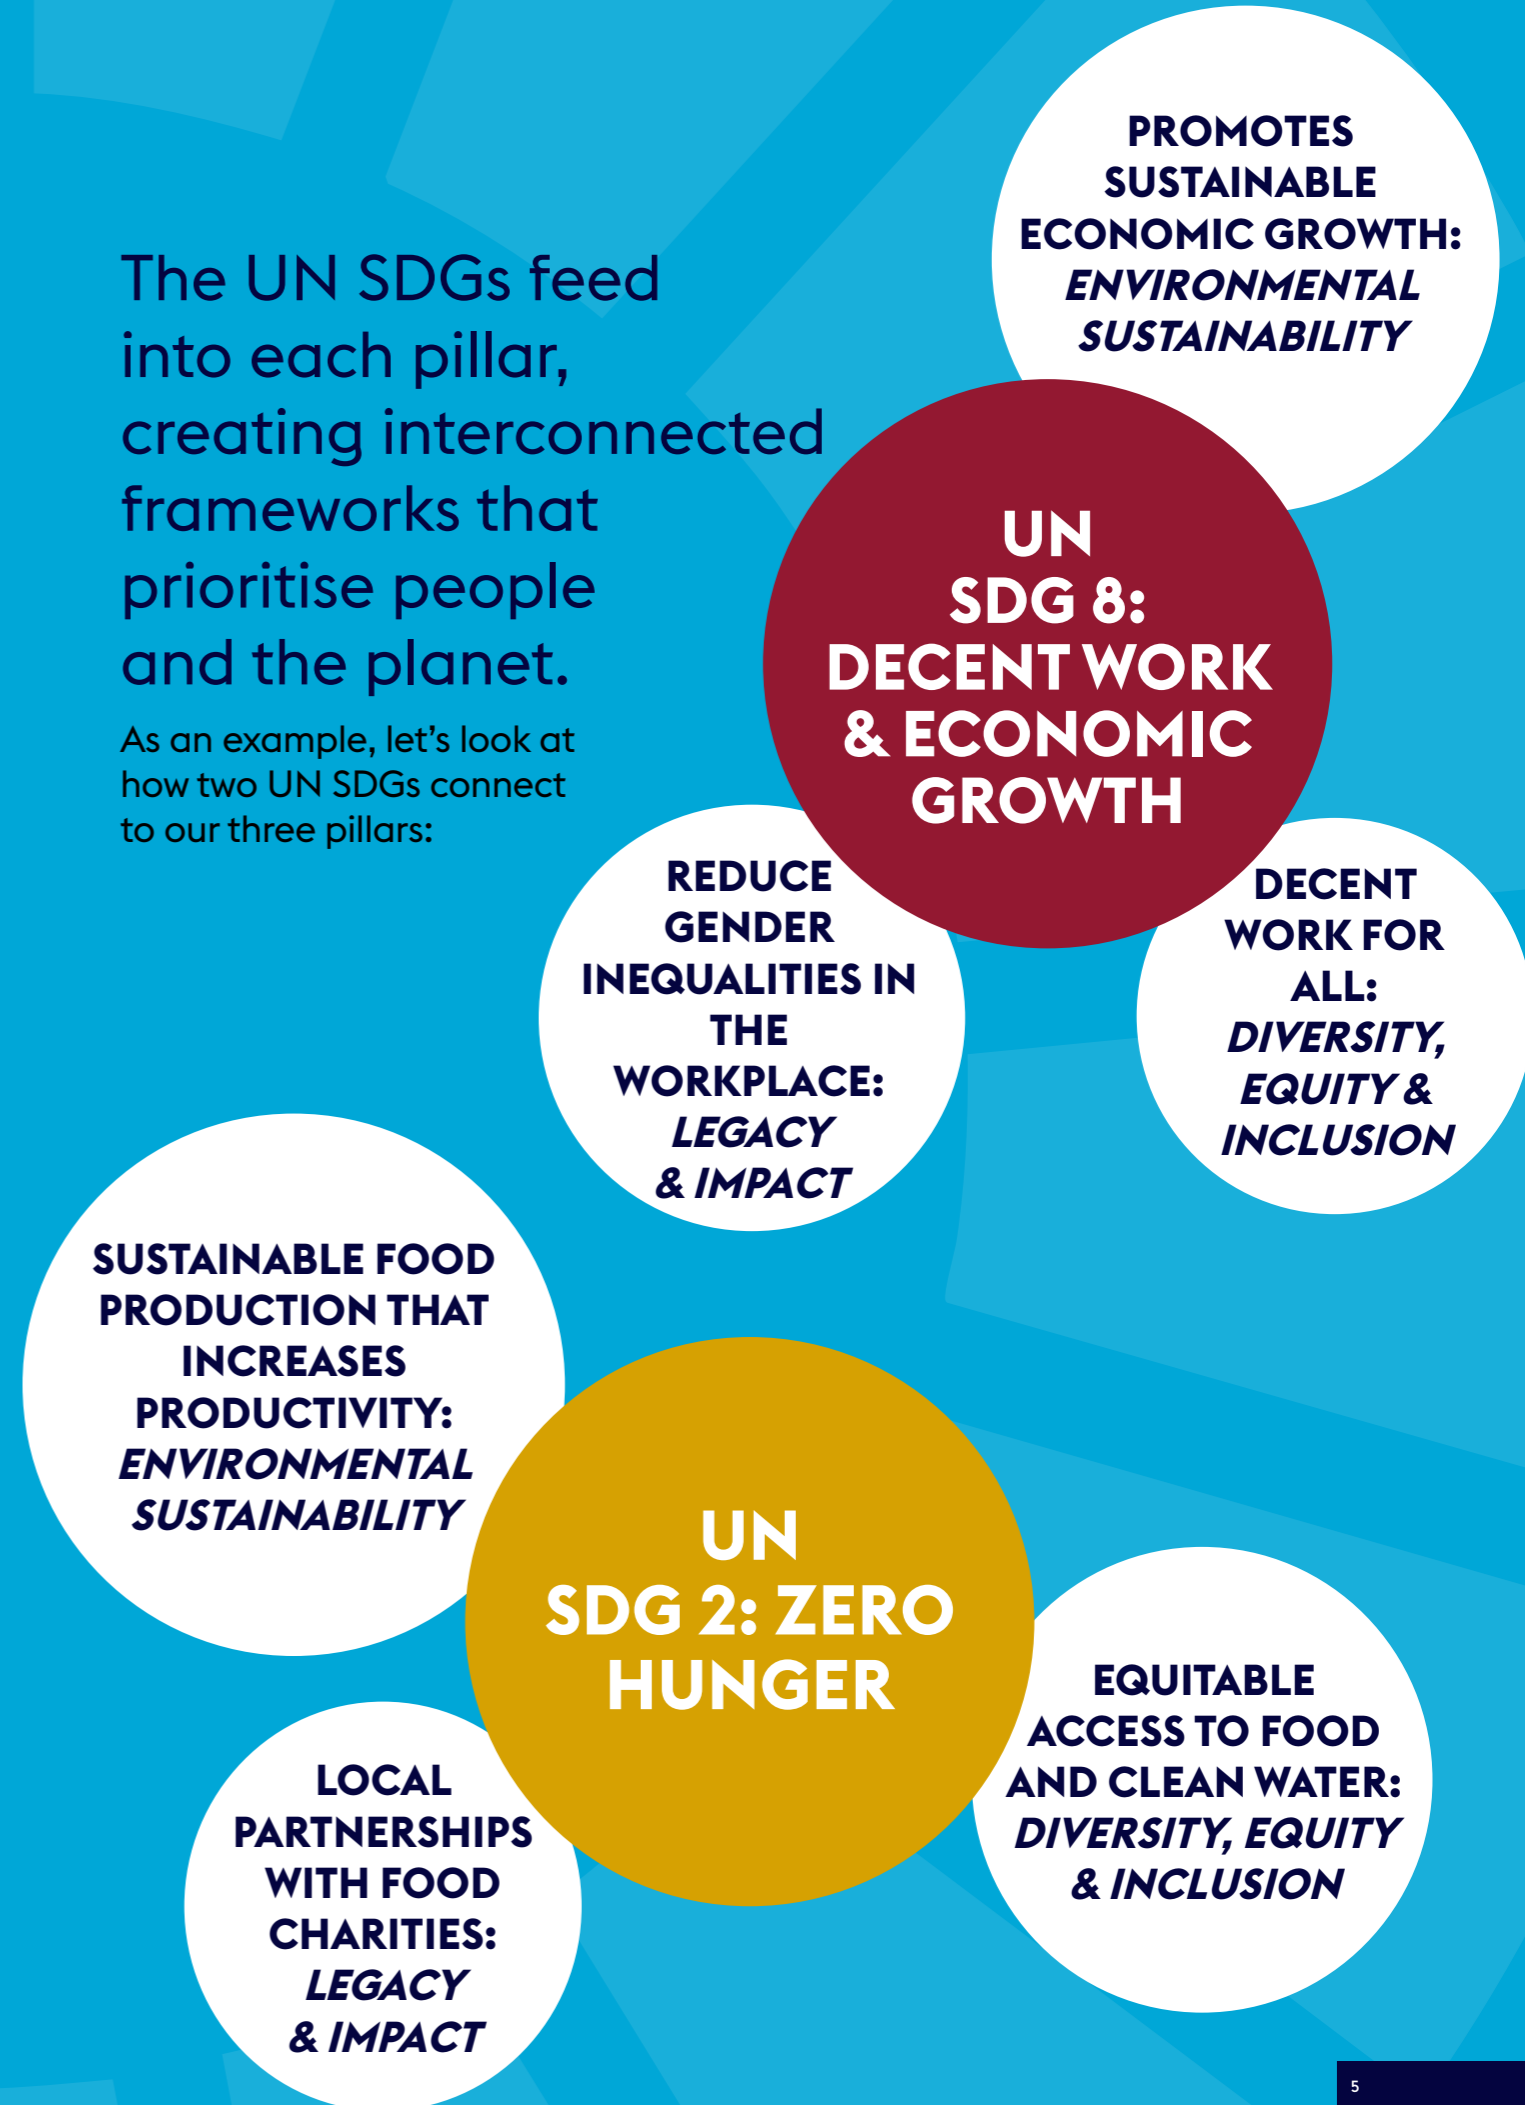 The UN SDGs feed
into each pillar,
creating interconnected
frameworks that
prioritise people
and the planet.
As an example, let's look at
how two UN SDGs connect
to our three pillars:
PROMOTES
SUSTAINABLE
ECONOMIC GROWTH:
ENVIRONMENTAL
SUSTAINABILITY
UN
SDG 8:
DECENT WORK
& ECONOMIC
GROWTH
REDUCE
GENDER
INEQUALITIES IN
THE
WORKPLACE:
LEGACY
& IMPACT
DECENT
WORK FOR
ALL:
DIVERSITY,
EQUITY &
INCLUSION
SUSTAINABLE FOOD
PRODUCTION THAT
INCREASES
PRODUCTIVITY:
ENVIRONMENTAL
SUSTAINABILITY
UN
SDG 2: ZERO
HUNGER
EQUITABLE
ACCESS TO FOOD
AND CLEAN WATER:
DIVERSITY, EQUITY
& INCLUSION
LOCAL
PARTNERSHIPS
WITH FOOD
CHARITIES:
LEGACY
& IMPACT
5